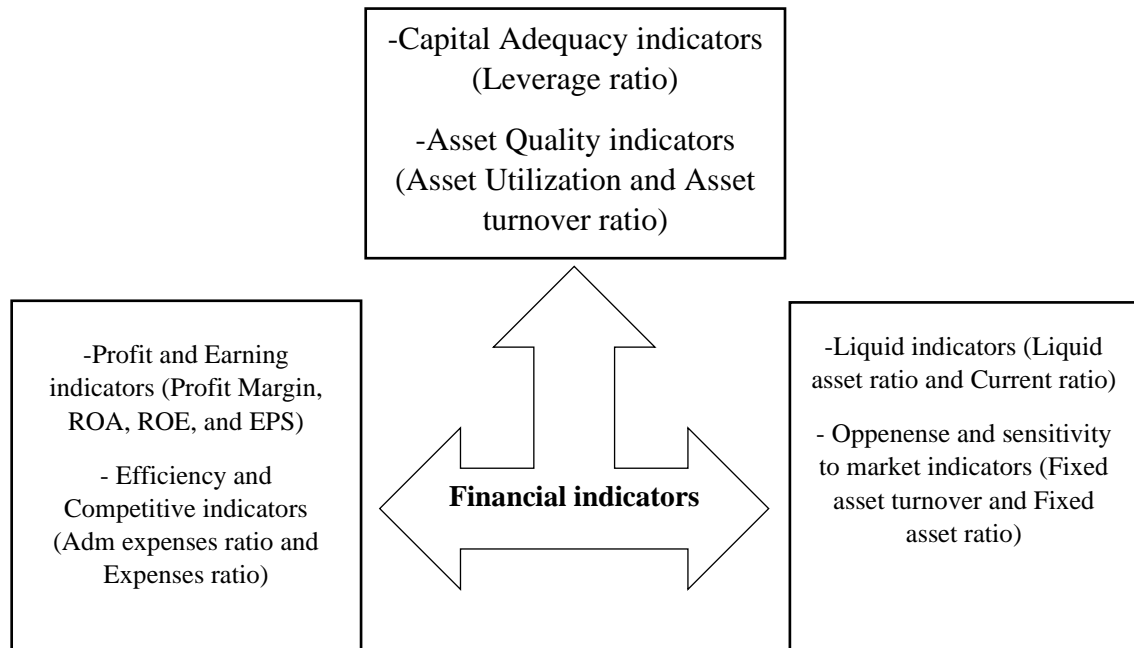 -Capital Adequacy indicators
(Leverage ratio)
-Asset Quality indicators
(Asset Utilization and Asset
turnover ratio)
-Profit and Earning
indicators (Profit Margin,
ROA, ROE, and EPS)
- Efficiency and
Competitive indicators
(Adm expenses ratio and
Expenses ratio)
Financial indicators
-Liquid indicators (Liquid
asset ratio and Current ratio)
- Oppenense and sensitivity
to market indicators (Fixed
asset turnover and Fixed
asset ratio)